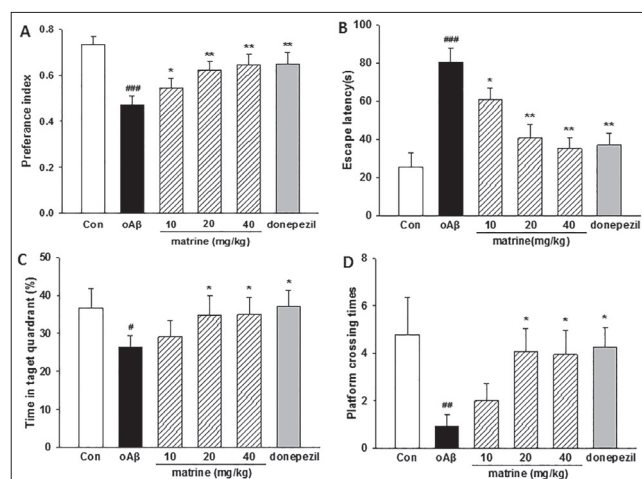 A
Preferance index
0.8
0.6
0.4
0.2
0.0
###
*
**
**
**
Con oAβ 10 20 40 donepezil
matrine (mg/kg)
B
Escape latency(s)
100
80
60
40
20
0
###
*
**
**
**
Con oAβ 10 20 40 donepezil
matrine(mg/kg)
C
Time in taget quardrant (%)
50
40
30
20
10
0
#
*
*
*
Con oAβ 10 20 40 donepezil
matrine (mg/kg)
D
Platform crossing times
8
6
4
2
0
##
*
*
*
Con oAβ 10 20 40 donepezil
matrine (mg/kg)